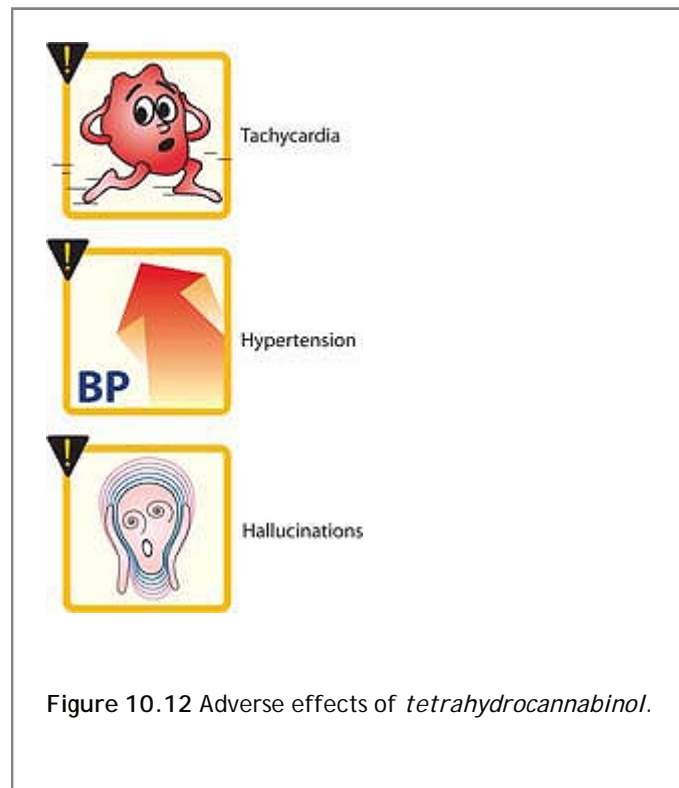 !
Tachycardia
!
BP
Hypertension
!
Hallucinations
Figure 10.12 Adverse effects of tetrahydrocannabinol.